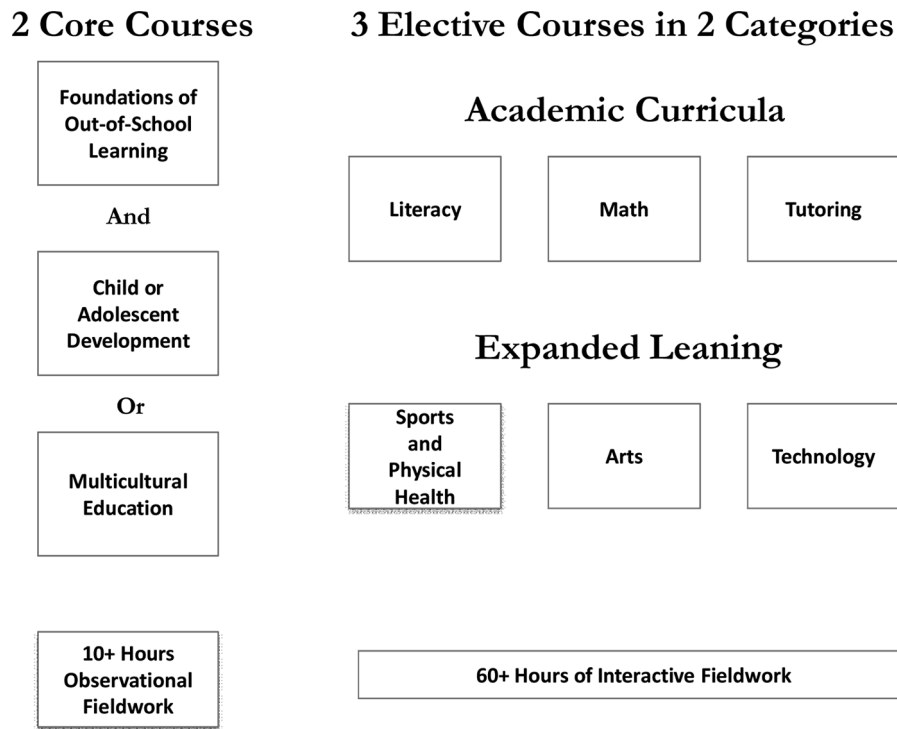 2 Core Courses
3 Elective Courses in 2 Categories
Foundations of
Out-of-School
Learning
And
Child or
Adolescent
Development
Or
Multicultural
Education
10+ Hours
Observational
Fieldwork
Academic Curricula
Literacy
Math
Tutoring
Expanded Leaning
Sports
and
Physical
Health
Arts
Technology
60+ Hours of Interactive Fieldwork